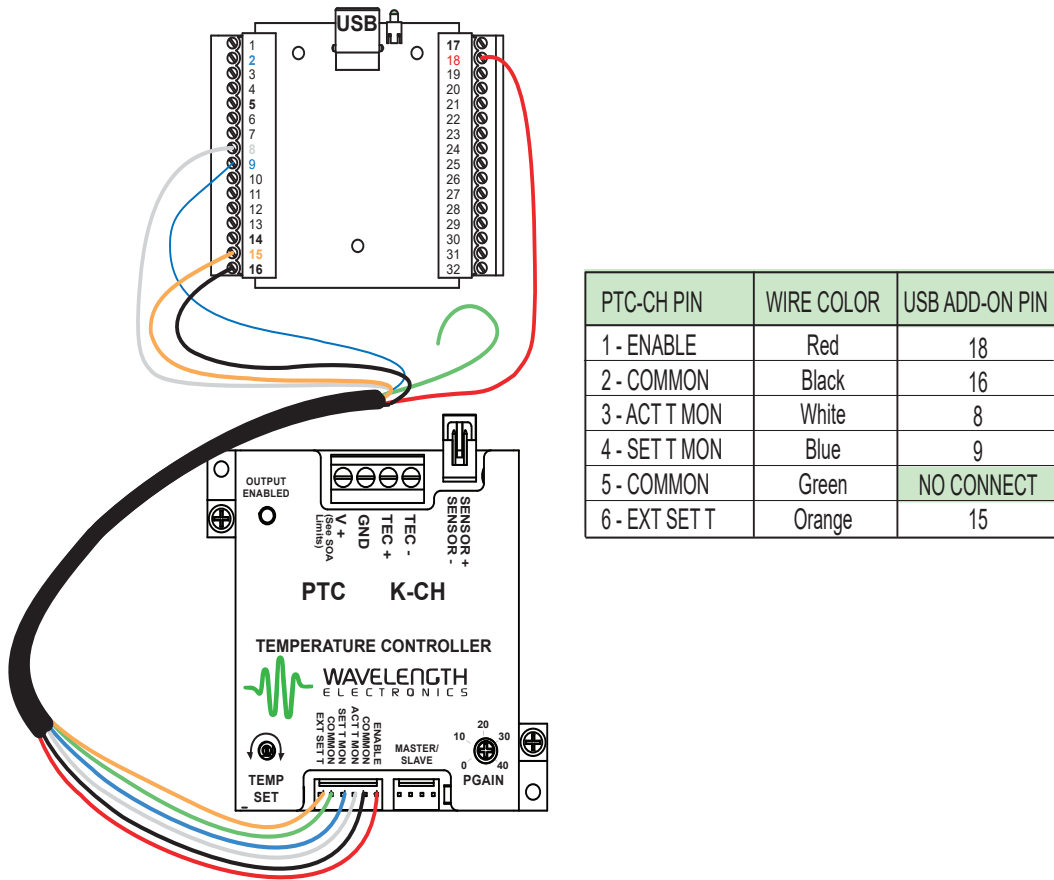 USB
1
2
3
4
5
6
7
8
9
10
11
12
13
14
15
16
17
18
19
20
21
22
23
24
25
26
27
28
29
30
31
32
PTC-CH PIN WIRE COLOR USB ADD-ON PIN
1 - ENABLE Red 18
2 - COMMON Black 16
3 - ACT T MON White 8
4 - SET T MON Blue 9
5 - COMMON Green NO CONNECT
6 - EXT SET T Orange 15
OUTPUT
ENABLED
V +
(See SOA
Limits)
GND
TEC +
TEC -
SENSOR -
SENSOR +
PTC K-CH
TEMPERATURE CONTROLLER
WAVELENGTH
ELECTRONICS
TEMP
SET
EXT SET T
COMMON
SET T MON
ACT T MON
COMMON
ENABLE
MASTER/
SLAVE
0
10
20
30
40
PGAIN